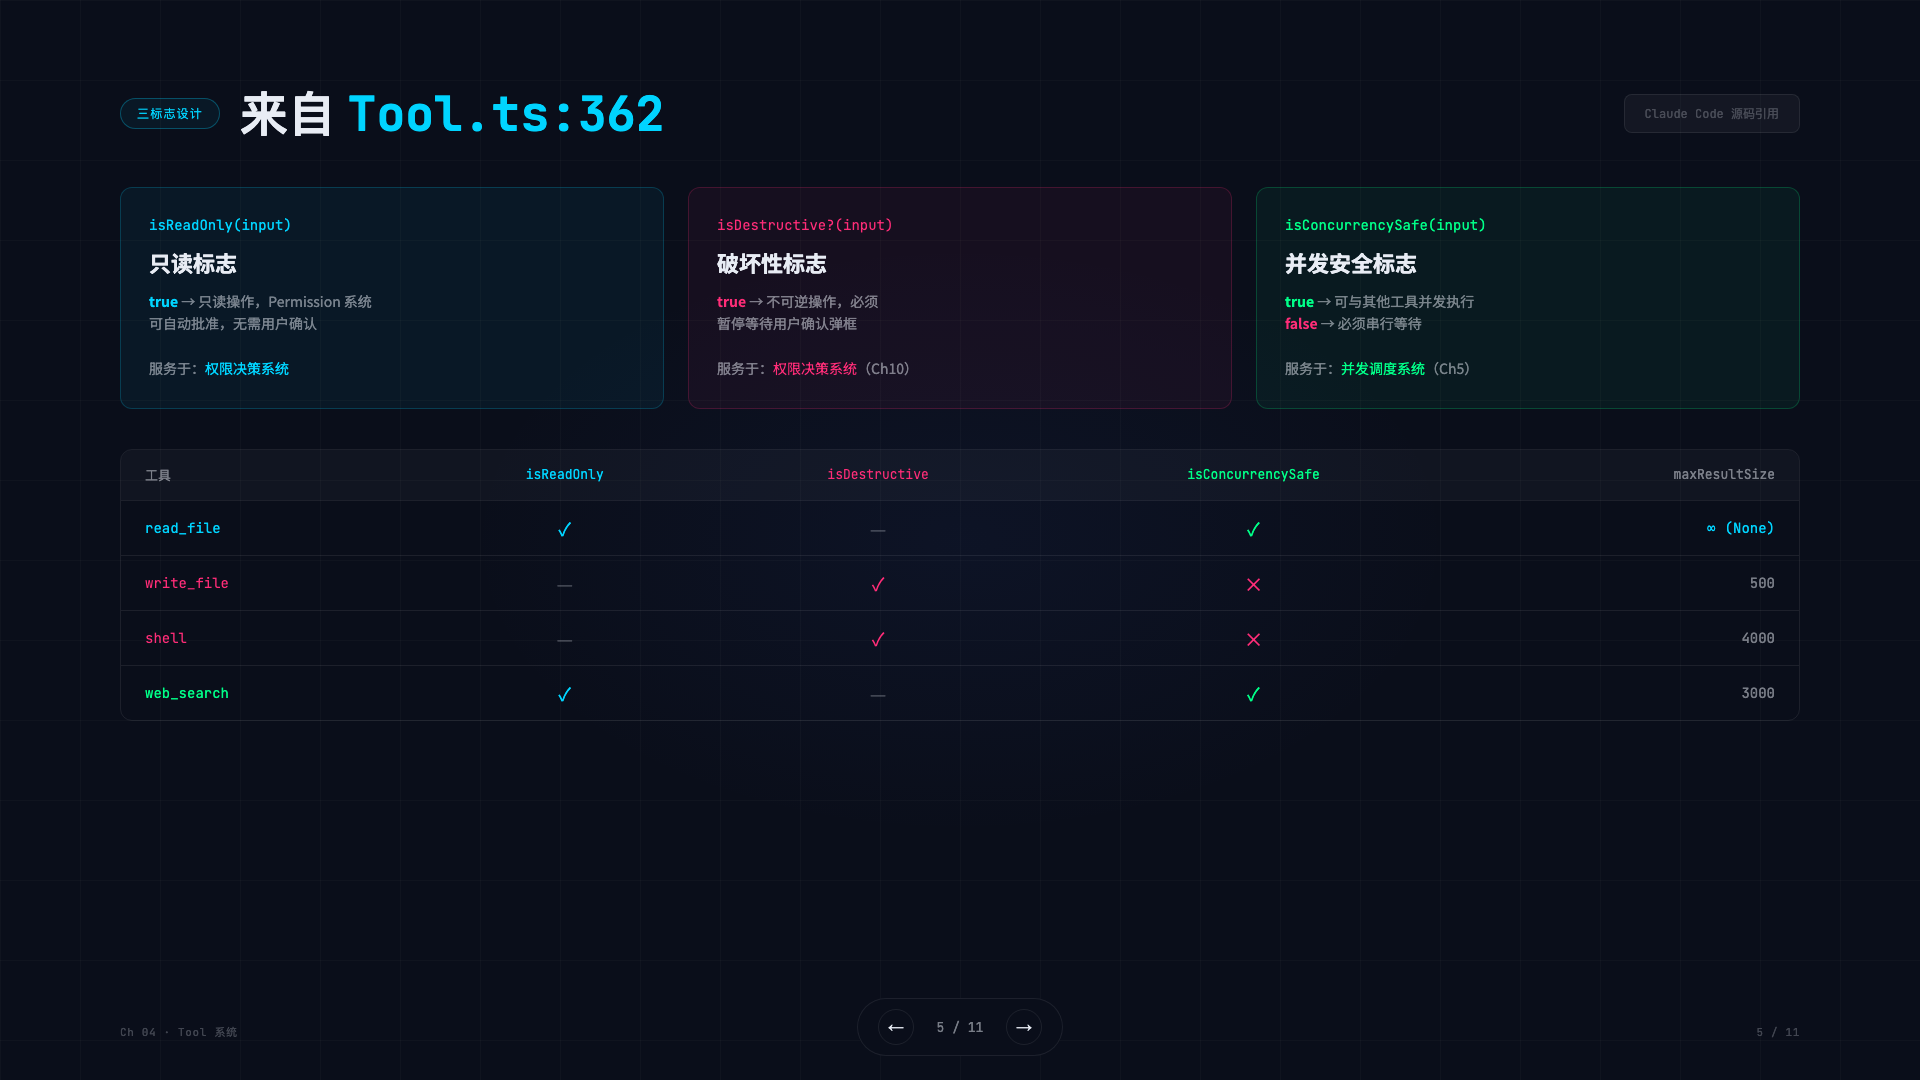 三标志设计
来自 Tool.ts:362
Claude Code 源码引用
isReadOnly(input)
只读标志
true → 只读操作，Permission 系统
可自动批准，无需用户确认
服务于：权限决策系统
isDestructive?(input)
破坏性标志
true → 不可逆操作，必须
暂停等待用户确认弹框
服务于：权限决策系统（Ch10）
isConcurrencySafe(input)
并发安全标志
true → 可与其他工具并发执行
false → 必须串行等待
服务于：并发调度系统（Ch5）
工具 isReadOnly isDestructive isConcurrencySafe maxResultSize
read_file ✓ — ✓ ∞ (None)
write_file — ✓ ✕ 500
shell — ✓ ✕ 4000
web_search ✓ — ✓ 3000
Ch 04 · Tool 系统
← 5 / 11 →
5 / 11